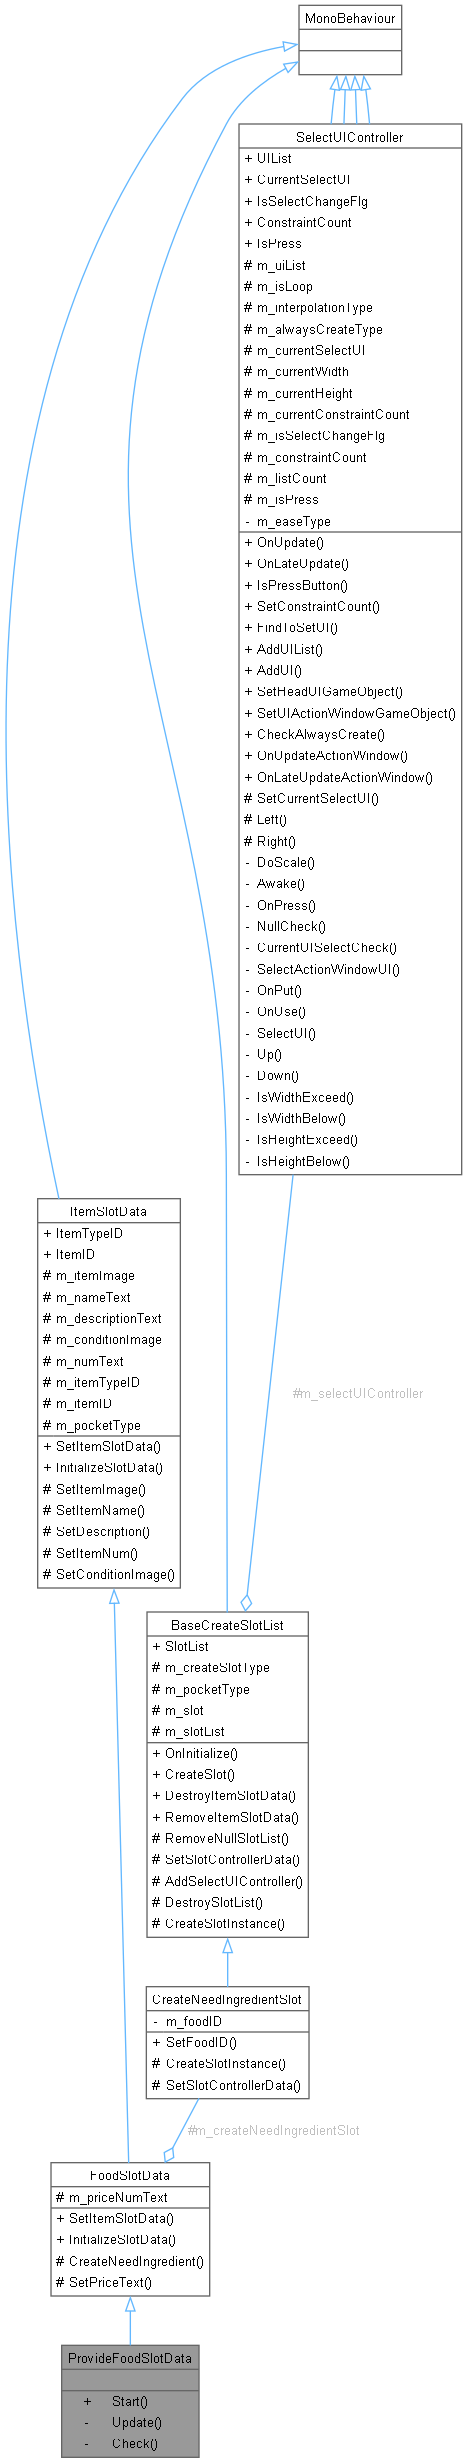 MonoBehaviour
SelectUIController
+ UIList
+ CurrentSelectUI
+ IsSelectChangeFlg
+ ConstraintCount
+ IsPress
# m_uiList
# m_isLoop
# m_interpolationType
# m_alwaysCreateType
# m_currentSelectUI
# m_currentWidth
# m_currentHeight
# m_currentConstraintCount
# m_isSelectChangeFlg
# m_constraintCount
# m_listCount
# m_isPress
- m_easeType
+ OnUpdate()
+ OnLateUpdate()
+ IsPressButton()
+ SetConstraintCount()
+ FindToSetUI()
+ AddUIList()
+ AddUI()
+ SetHeadUIGameObject()
+ SetUIActionWindowGameObject()
+ CheckAlwaysCreate()
+ OnUpdateActionWindow()
+ OnLateUpdateActionWindow()
# SetCurrentSelectUI()
# Left()
# Right()
- DoScale()
- Awake()
- OnPress()
- NullCheck()
- CurrentUISelectCheck()
- SelectActionWindowUI()
- OnPut()
- OnUse()
- SelectUI()
- Up()
- Down()
- IsWidthExceed()
- IsWidthBelow()
- IsHeightExceed()
- IsHeightBelow()
ItemSlotData
+ ItemTypeID
+ ItemID
# m_itemImage
# m_nameText
# m_descriptionText
# m_conditionImage
# m_numText
# m_itemTypeID
# m_itemID
# m_pocketType
+ SetItemSlotData()
+ InitializeSlotData()
# SetItemImage()
# SetItemName()
# SetDescription()
# SetItemNum()
# SetConditionImage()
#m_selectUIController
BaseCreateSlotList
+ SlotList
# m_createSlotType
# m_pocketType
# m_slot
# m_slotList
+ OnInitialize()
+ CreateSlot()
+ DestroyItemSlotData()
+ RemoveItemSlotData()
# RemoveNullSlotList()
# SetSlotControllerData()
# AddSelectUIController()
# DestroySlotList()
# CreateSlotInstance()
CreateNeedIngredientSlot
- m_foodID
+ SetFoodID()
# CreateSlotInstance()
# SetSlotControllerData()
#m_createNeedIngredientSlot
FoodSlotData
# m_priceNumText
+ SetItemSlotData()
+ InitializeSlotData()
# CreateNeedIngredient()
# SetPriceText()
ProvideFoodSlotData
+ Start()
- Update()
- Check()